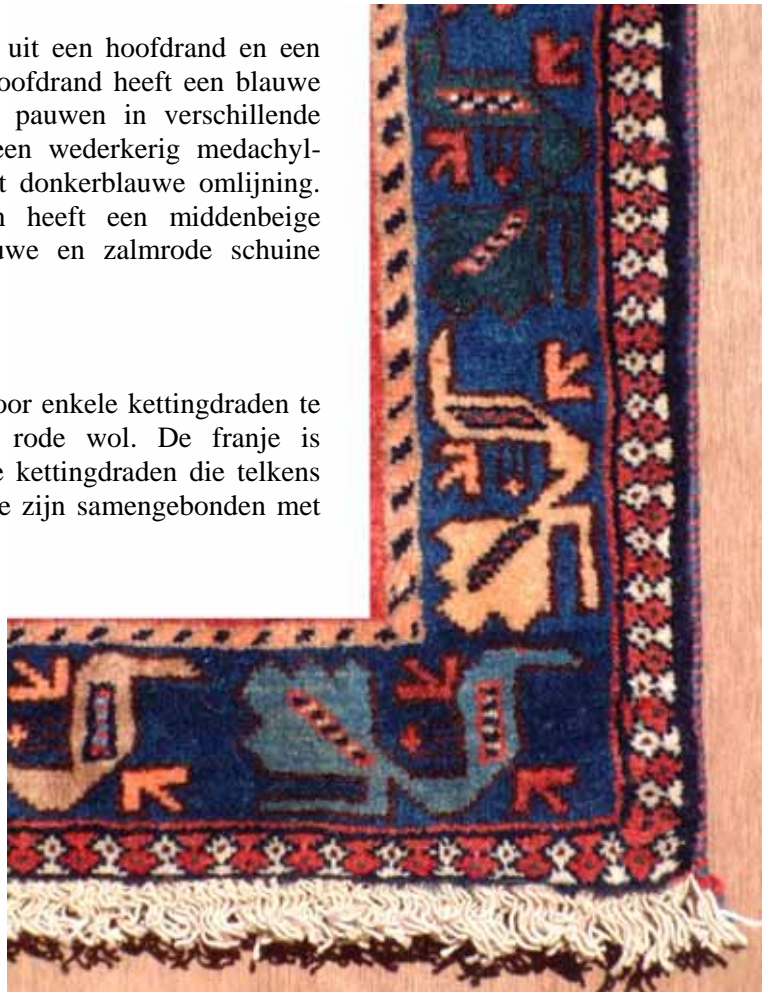 uit een hoofdrand en een
oofdrand heeft een blauwe
pauwen in verschillende
een wederkerig medachyl-
t donkerblauwe omlijning.
n heeft een middenbeige
uwe en zalmrode schuine
oor enkele kettingdraden te
rode wol. De franje is
e kettingdraden die telkens
e zijn samengebonden met